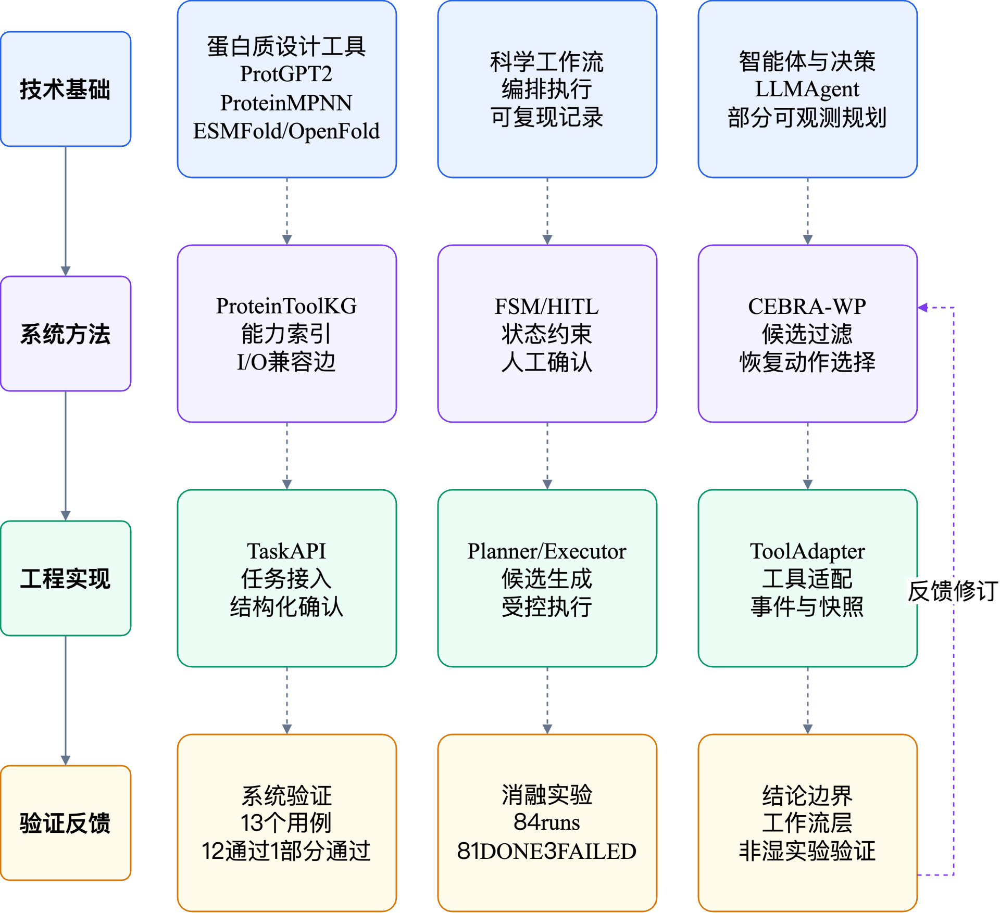 技术基础
蛋白质设计工具
ProtGPT2
ProteinMPNN
ESMFold/OpenFold
科学工作流
编排执行
可复现记录
智能体与决策
LLMAgent
部分可观测规划
系统方法
ProteinToolKG
能力索引
I/O兼容边
FSM/HITL
状态约束
人工确认
CEBRA-WP
候选过滤
恢复动作选择
工程实现
TaskAPI
任务接入
结构化确认
Planner/Executor
候选生成
受控执行
ToolAdapter
工具适配
事件与快照
反馈修订
验证反馈
系统验证
13个用例
12通过1部分通过
消融实验
84runs
81DONE3FAILED
结论边界
工作流层
非湿实验验证